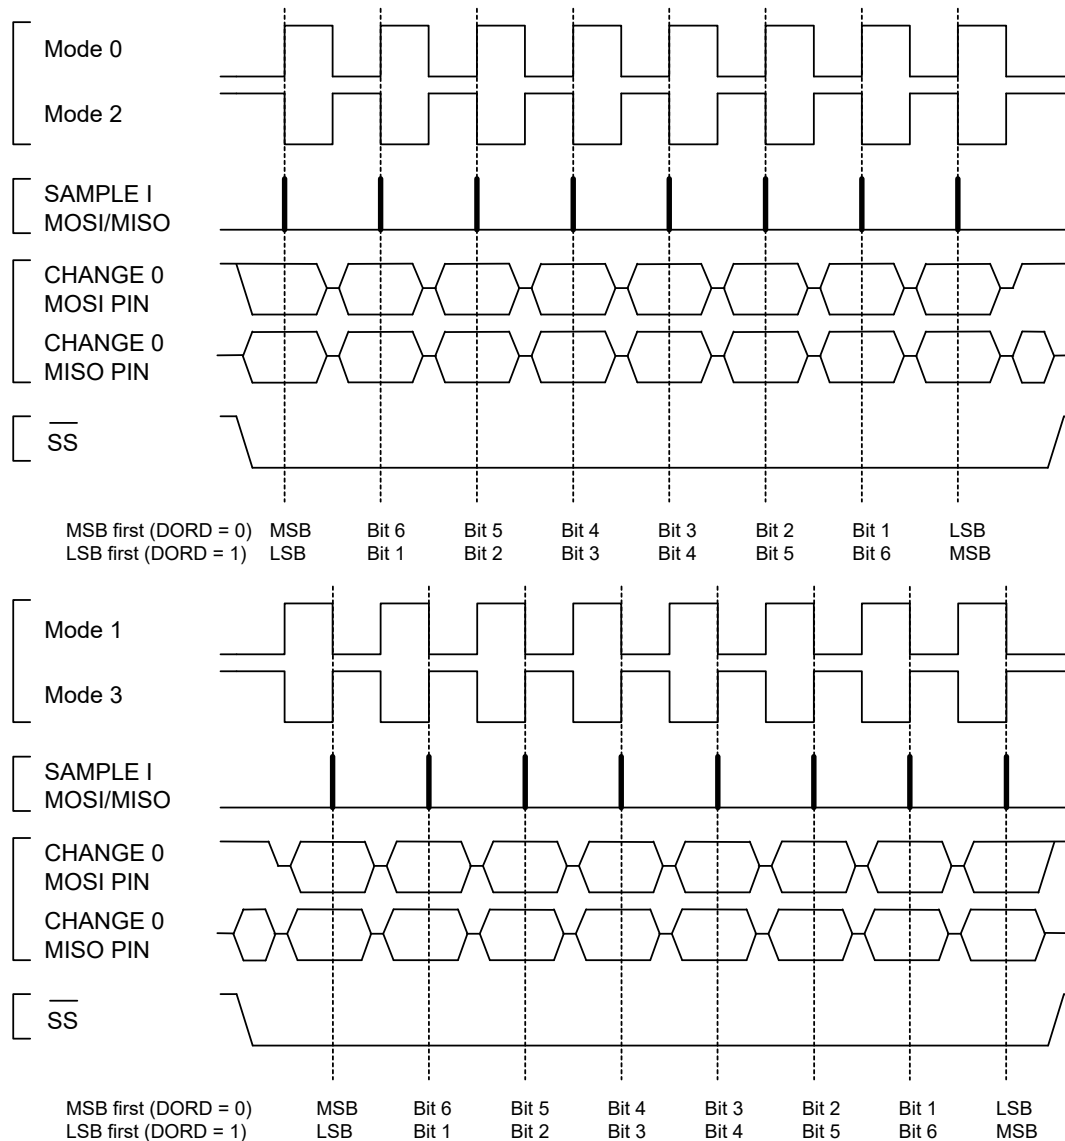 Mode 0
Mode 2
SAMPLE I
MOSI/MISO
CHANGE 0
MOSI PIN
CHANGE 0
MISO PIN
SS
MSB first (DORD = 0) MSB Bit 6 Bit 5 Bit 4 Bit 3 Bit 2 Bit 1 LSB
LSB first (DORD = 1) LSB Bit 1 Bit 2 Bit 3 Bit 4 Bit 5 Bit 6 MSB
Mode 1
Mode 3
SAMPLE I
MOSI/MISO
CHANGE 0
MOSI PIN
CHANGE 0
MISO PIN
SS
MSB first (DORD = 0) MSB Bit 6 Bit 5 Bit 4 Bit 3 Bit 2 Bit 1 LSB
LSB first (DORD = 1) LSB Bit 1 Bit 2 Bit 3 Bit 4 Bit 5 Bit 6 MSB